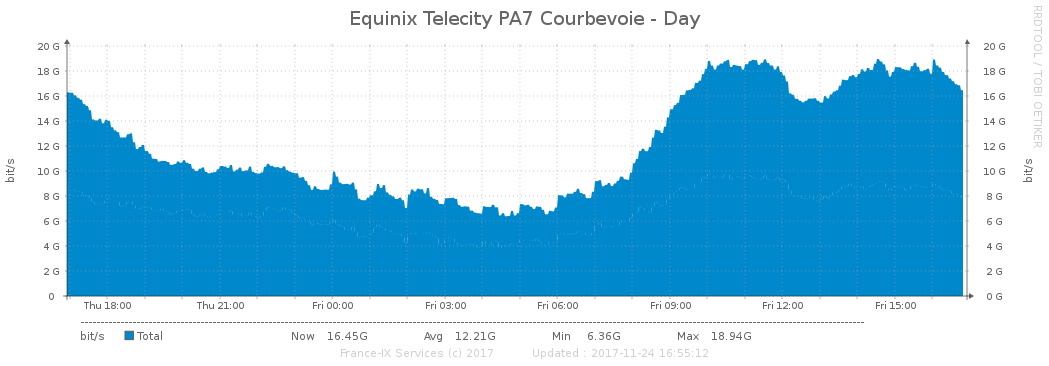 Equinix Telecity PA7 Courbevoie - Day
RRDTOOL / TOBI OETIKER
20 G 20 G
18 G 18 G
16 G 16 G
14 G 14 G
12 G 12 G
10 G 10 G
8 G 8 G
6 G 6 G
4 G 4 G
2 G 2 G
0 0 G
bit/s bit/s
Thu 18:00 Thu 21:00 Fri 00:00 Fri 03:00 Fri 06:00 Fri 09:00 Fri 12:00 Fri 15:00
bit/s Total Now 16.45G Avg 12.21G Min 6.36G Max 18.94G
France-IX Services (c) 2017 Updated : 2017-11-24 16:55:12